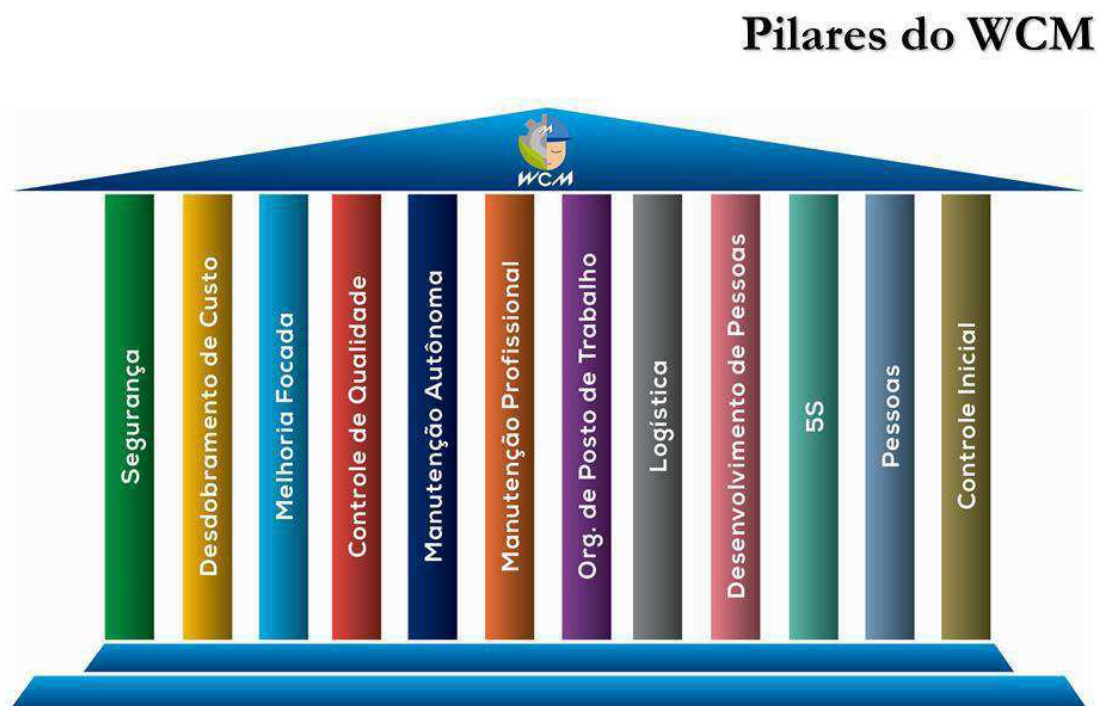 Pilares do WCM
WCM
Segurança
Desdobramento de Custo
Melhoria Focada
Controle de Qualidade
Manutenção Autônoma
Manutenção Profissional
Org. de Posto de Trabalho
Logística
Desenvolvimento de Pessoas
5S
Pessoas
Controle Inicial